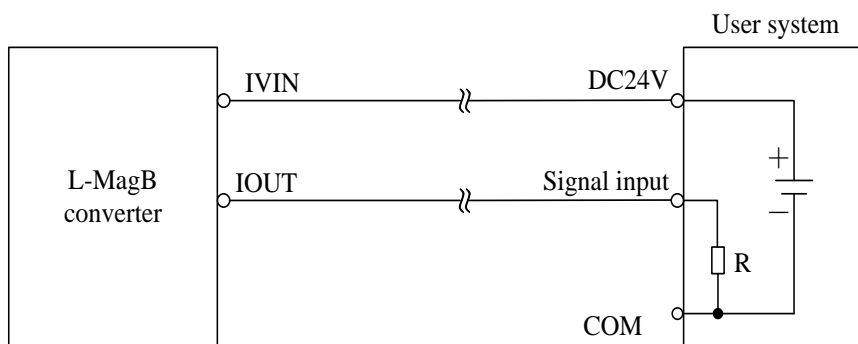 User system
IVIN
DC24V
L-MagB
converter
IOUT
Signal input
+
−
R
COM